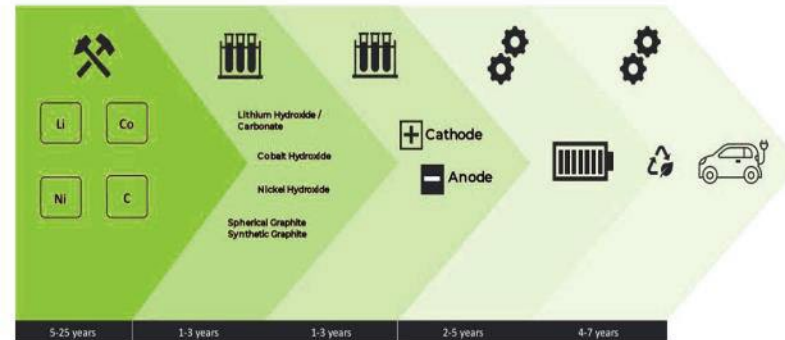 Li
Co
Ni
C
Lithium Hydroxide /
Carbonate
Cobalt Hydroxide
Nickel Hydroxide
Spherical Graphite
Synthetic Graphite
+ Cathode
- Anode
5-25 years
1-3 years
1-3 years
2-5 years
4-7 years